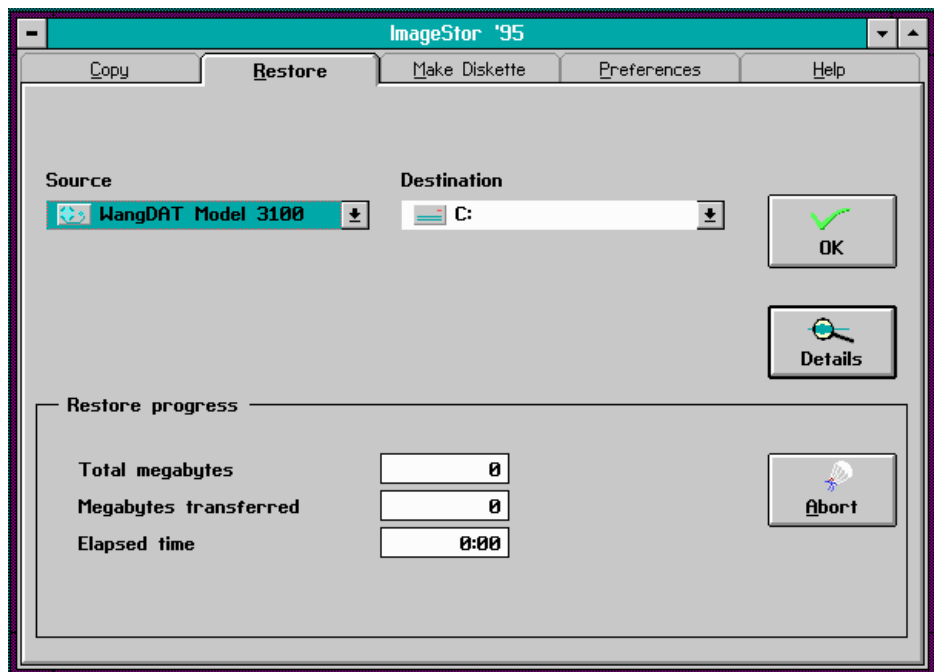 ImageStor '95
Copy Restore Make Diskette Preferences Help
Source Destination
WangDAT Model 3100 C:
OK
Details
Restore progress
Total megabytes 0
Megabytes transferred 0
Abort
Elapsed time 0:00